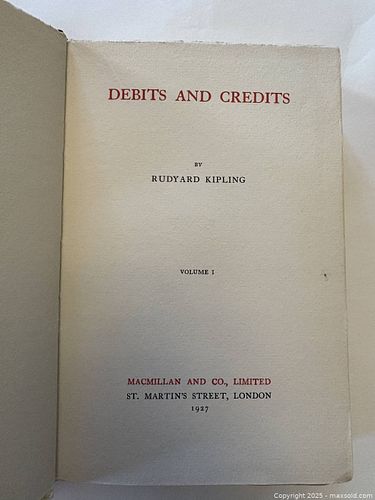 DEBITS AND CREDITS
BY
RUDYARD KIPLING
VOLUME I
MACMILLAN AND CO., LIMITED
ST. MARTIN'S STREET, LONDON
1927
Copyright 2025 - maxsold.com